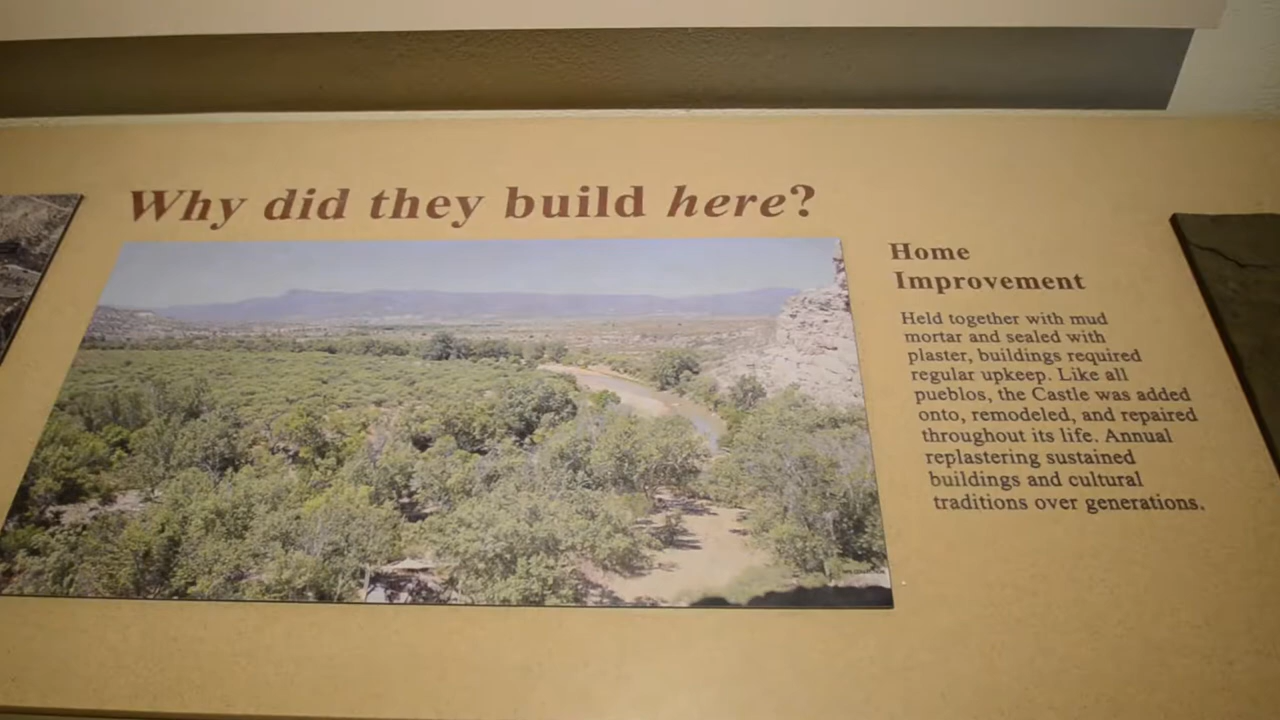 Why did they build here?
Home
Improvement
Held together with mud
mortar and sealed with
plaster, buildings required
regular upkeep. Like all
pueblos, the Castle was added
onto, remodeled, and repaired
throughout its life. Annual
replastering sustained
buildings and cultural
traditions over generations.